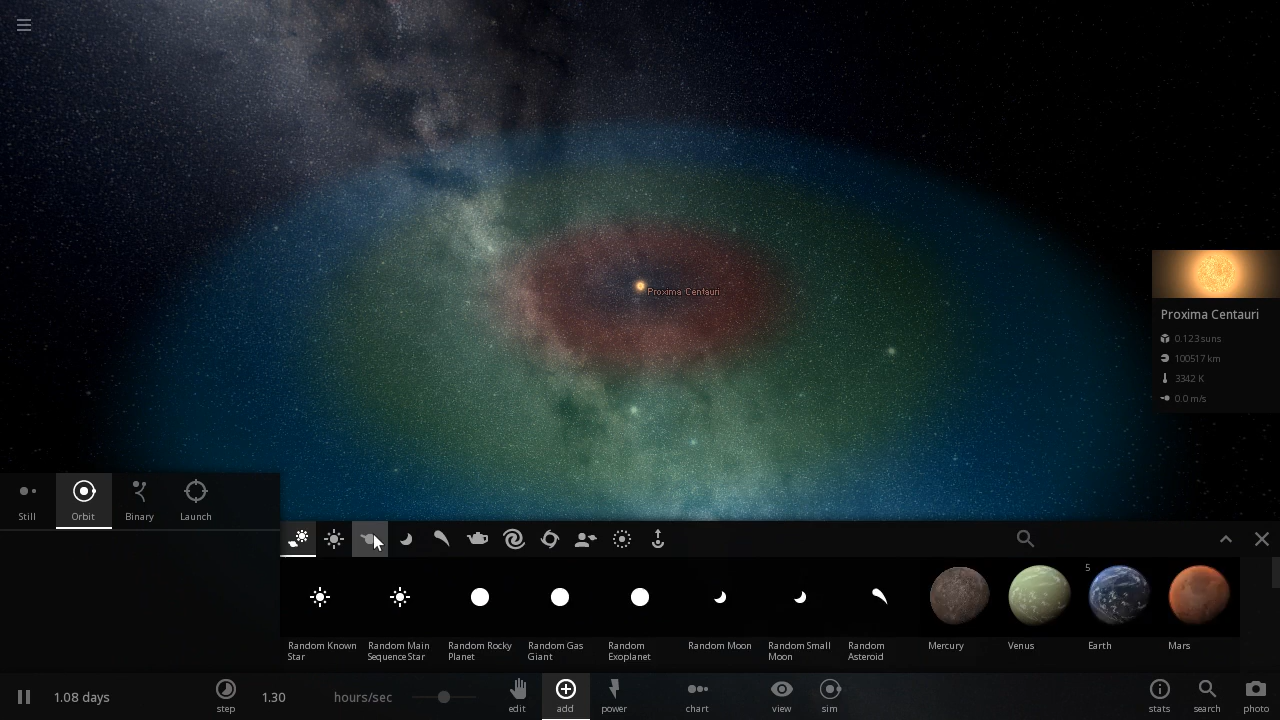 Proxima Centauri
Proxima Centauri
0.123 suns
100517 km
3342 K
0.0 m/s
Still
Orbit
Binary
Launch
5
Random Known
Star
Random Main
Sequence Star
Random Rocky
Planet
Random Gas
Giant
Random
Exoplanet
Random Moon
Random Small
Moon
Random
Asteroid
Mercury
Venus
Earth
Mars
1.08 days
step
1.30
hours/sec
edit
add
power
chart
view
sim
stats
search
photo